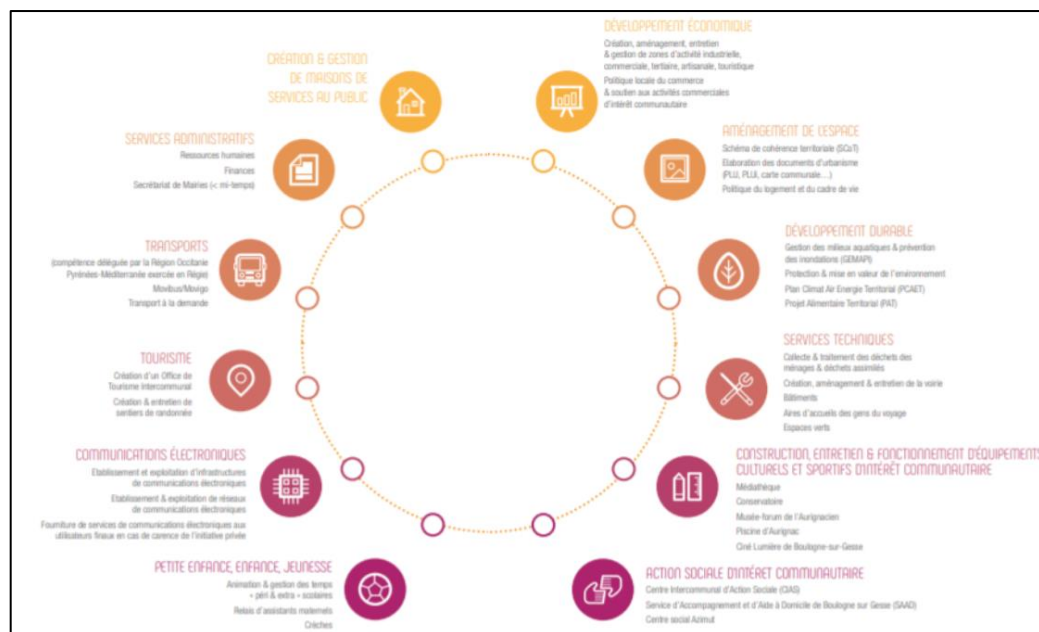 DÉVELOPPEMENT ÉCONOMIQUE
Création, aménagement, entretien
& gestion de zones d'activité industrielle,
commerciale, tertiaire, artisanale, touristique
Politique locale du commerce
& soutien aux activités commerciales
d'intérêt communautaire
AMÉNAGEMENT DE L'ESPACE
Schéma de cohérence territoriale (SCoT)
Elaboration des documents d'urbanisme
(PLU, PLUI, carte communale…)
Politique du logement et du cadre de vie
DÉVELOPPEMENT DURABLE
Gestion des milieux aquatiques & prévention
des inondations (GEMAPI)
Protection & mise en valeur de l'environnement
Plan Climat Air Energie Territorial (PCAET)
Projet Alimentaire Territorial (PAT)
SERVICES TECHNIQUES
Collecte & traitement des déchets des
ménages & déchets assimilés
Création, aménagement & entretien de la voirie
Bâtiments
Aires d'accueils des gens du voyage
Espaces verts
CONSTRUCTION, ENTRETIEN & FONCTIONNEMENT D'ÉQUIPEMENTS
CULTURELS ET SPORTIFS D'INTÉRÊT COMMUNAUTAIRE
Médiathèque
Conservatoire
Musée-forum de l'Aurignacien
Piscine d'Aurignac
Ciné Lumière de Boulogne-sur-Gesse
ACTION SOCIALE D'INTÉRET COMMUNAUTAIRE
Centre Intercommunal d'Action Sociale (CIAS)
Service d'Accompagnement et d'Aide à Domicile de Boulogne sur Gesse (SAAD)
Centre social Azimut
PETITE ENFANCE, ENFANCE, JEUNESSE
Animation & gestion des temps
« péri & extra » scolaires
Relais d'assistants maternels
Crèches
COMMUNICATIONS ÉLECTRONIQUES
Etablissement et exploitation d'infrastructures
de communications électroniques
Etablissement & exploitation de réseaux
de communications électroniques
Fourniture de services de communications électroniques aux
utilisateurs finaux en cas de carence de l'initiative privée
TOURISME
Création d'un Office de
Tourisme Intercommunal
Création & entretien de
sentiers de randonnée
TRANSPORTS
(compétence déléguée par la Région Occitanie
Pyrénées-Méditerranée exercée en Régie)
Movibus/Movigo
Transport à la demande
SERVICES ADMINISTRATIFS
Ressources humaines
Finances
Secrétariat de Mairies (< mi-temps)
CRÉATION & GESTION
DE MAISONS DE
SERVICES AU PUBLIC